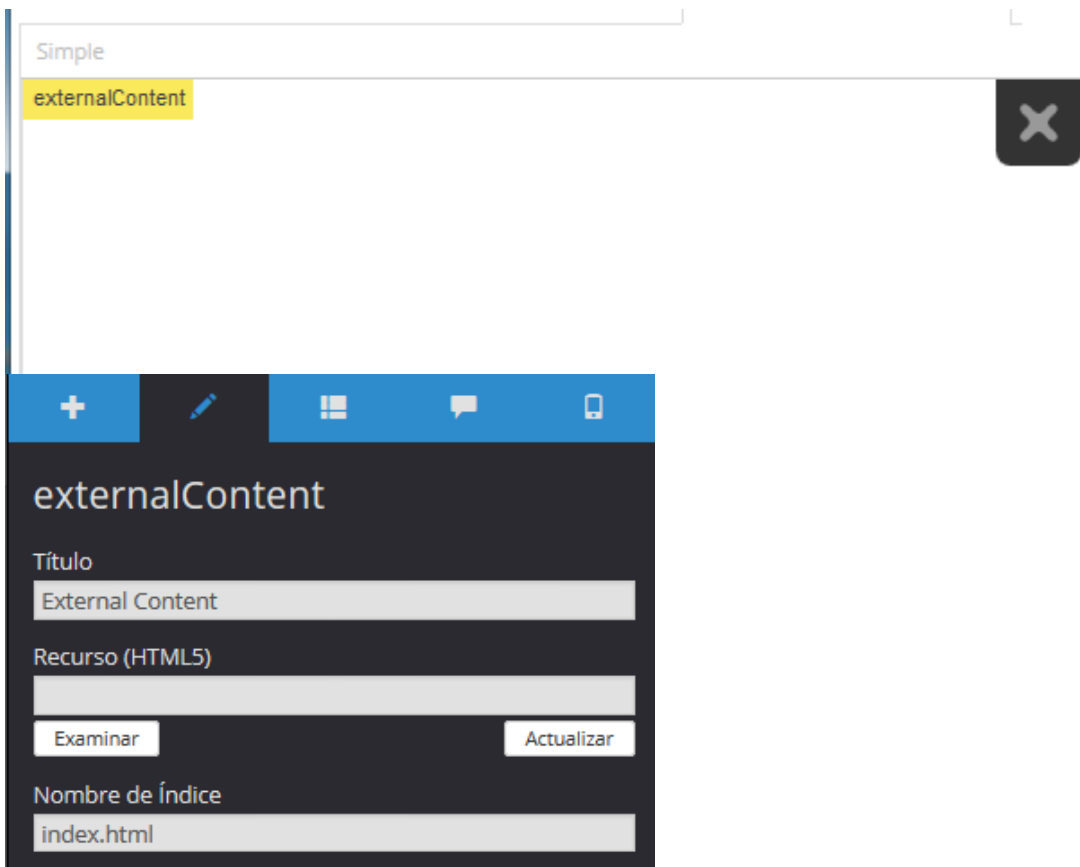 Simple
externalContent
externalContent
Título
External Content
Recurso (HTML5)
Examinar Actualizar
Nombre de Índice
index.html